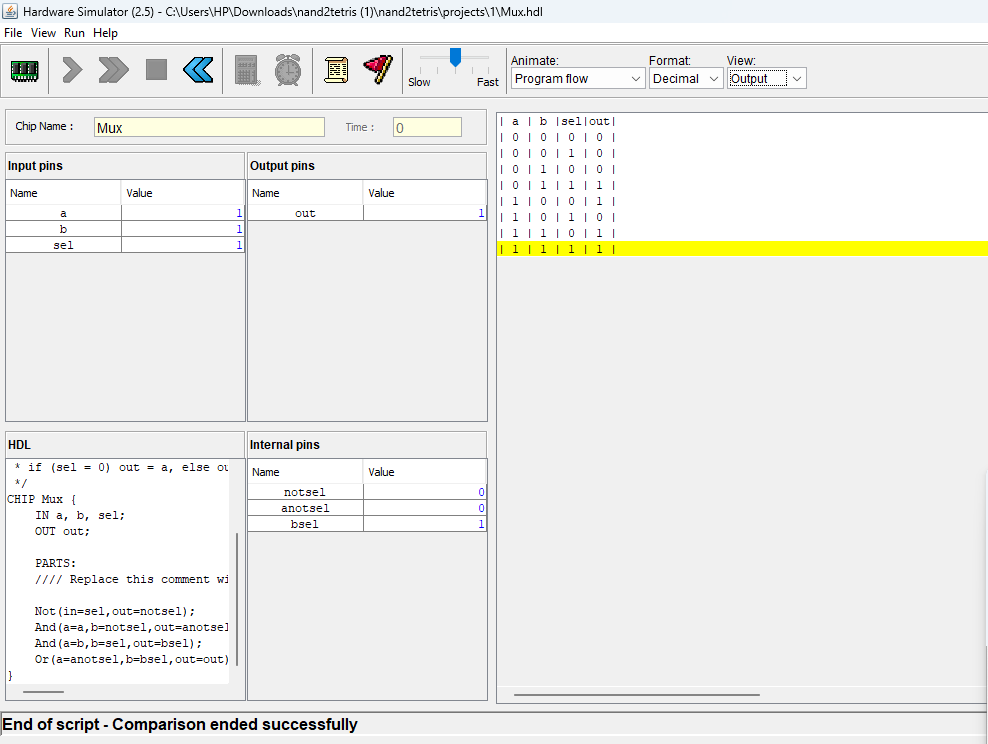 Hardware Simulator (2.5) - C:\Users\HP\Downloads\nand2tetris (1)\nand2tetris\projects\1\Mux.hdl
File View Run Help
Slow Fast
Animate: Format: View:
Program flow Decimal Output
Chip Name : Mux Time : 0
Input pins
Name Value
a 1
b 1
sel 1
Output pins
Name Value
out 1
HDL
* if (sel = 0) out = a, else ou
*/
CHIP Mux {
IN a, b, sel;
OUT out;
PARTS:
//// Replace this comment wi
Not(in=sel,out=notsel);
And(a=a,b=notsel,out=anotsel
And(a=b,b=sel,out=bsel);
Or(a=anotsel,b=bsel,out=out)
}
Internal pins
Name Value
notsel 0
anotsel 0
bsel 1
| a | b |sel|out|
| 0 | 0 | 0 | 0 |
| 0 | 0 | 1 | 0 |
| 0 | 1 | 0 | 0 |
| 0 | 1 | 1 | 1 |
| 1 | 0 | 0 | 1 |
| 1 | 0 | 1 | 0 |
| 1 | 1 | 0 | 1 |
| 1 | 1 | 1 | 1 |
End of script - Comparison ended successfully